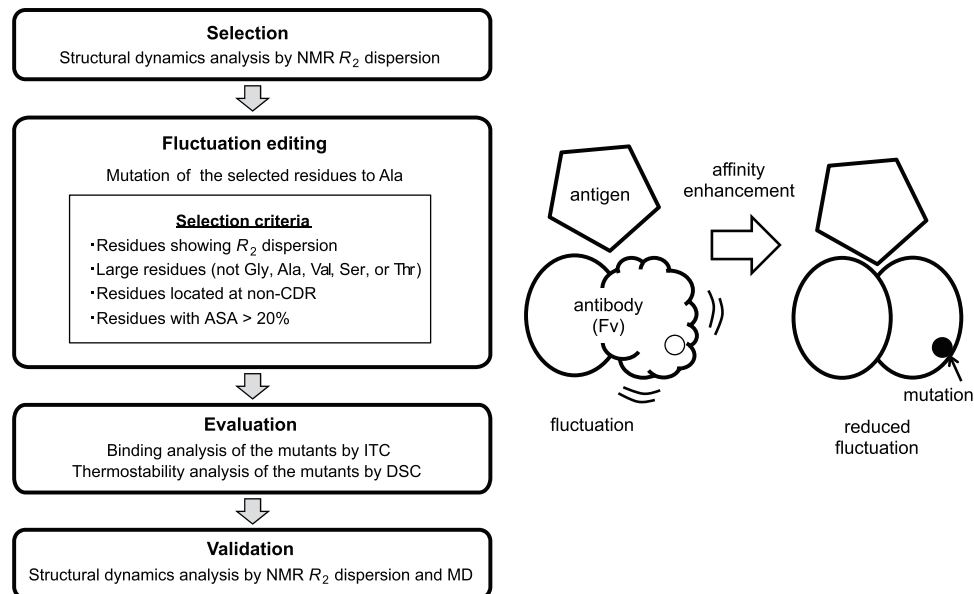 Selection
Structural dynamics analysis by NMR R2 dispersion
Fluctuation editing
Mutation of the selected residues to Ala
Selection criteria
・Residues showing R2 dispersion
・Large residues (not Gly, Ala, Val, Ser, or Thr)
・Residues located at non-CDR
・Residues with ASA > 20%
Evaluation
Binding analysis of the mutants by ITC
Thermostability analysis of the mutants by DSC
Validation
Structural dynamics analysis by NMR R2 dispersion and MD
antigen
affinity
enhancement
antibody
(Fv)
fluctuation
mutation
reduced
fluctuation